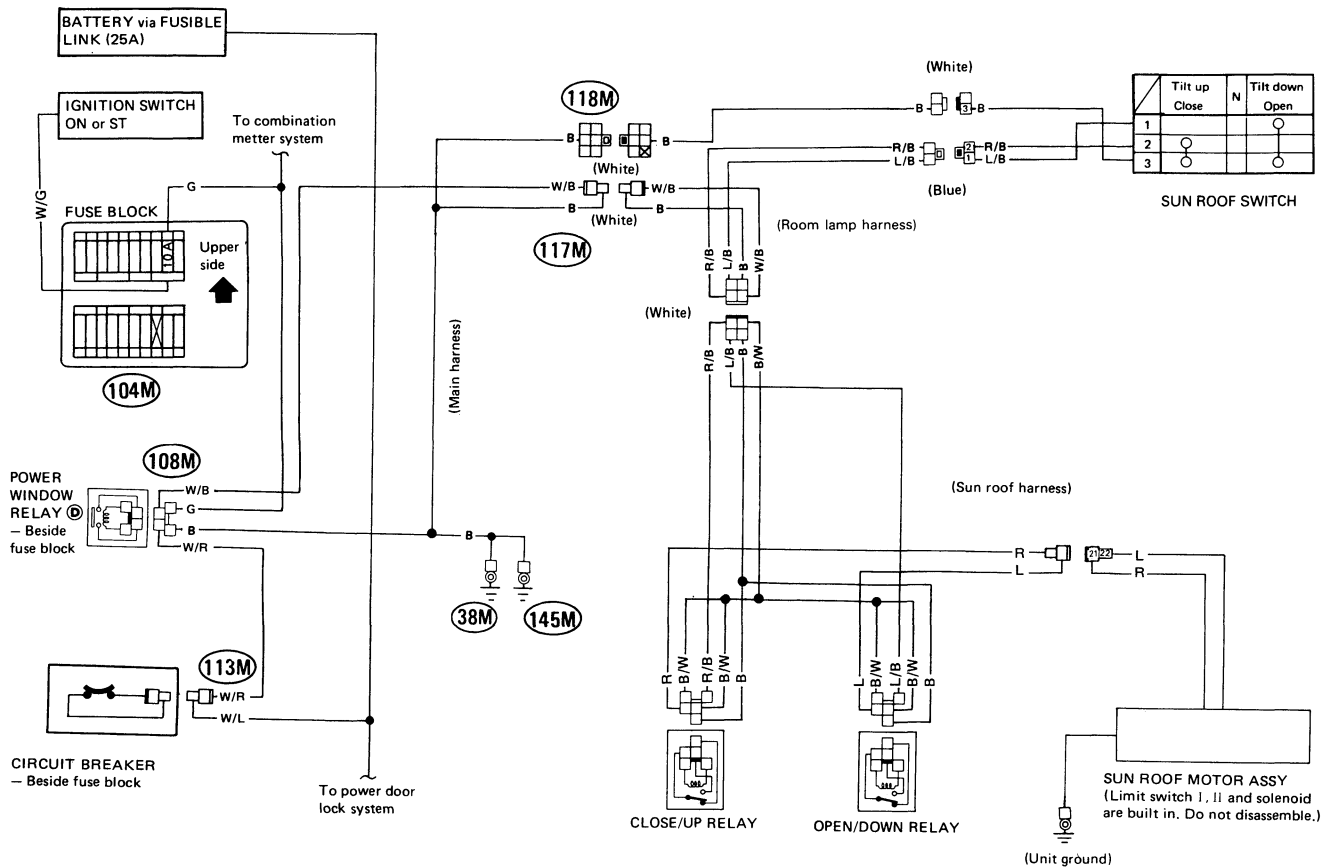 BATTERY via FUSIBLE
LINK (25A)
IGNITION SWITCH
ON or ST
To combination
metter system
W/G
G
FUSE BLOCK
10A
Upper
side
104M
118M
B
B
(White)
W/B
W/B
B
B
(White)
117M
(White)
B
3
B
R/B
2
R/B
L/B
1
L/B
(Blue)
Tilt up
Close
N
Tilt down
Open
1
2
3
SUN ROOF SWITCH
(Room lamp harness)
R/B
L/B
B
W/B
(White)
R/B
L/B
B
B/W
(Main harness)
108M
POWER
WINDOW
RELAY D
— Beside
fuse block
W/B
G
B
W/R
B
38M
145M
113M
W/R
W/L
CIRCUIT BREAKER
— Beside fuse block
To power door
lock system
(Sun roof harness)
R
21
22
L
L
R
R
B/W
R/B
B/W
B
L
B/W
L/B
B/W
B
CLOSE/UP RELAY
OPEN/DOWN RELAY
SUN ROOF MOTOR ASSY
(Limit switch I, II and solenoid
are built in. Do not disassemble.)
(Unit ground)